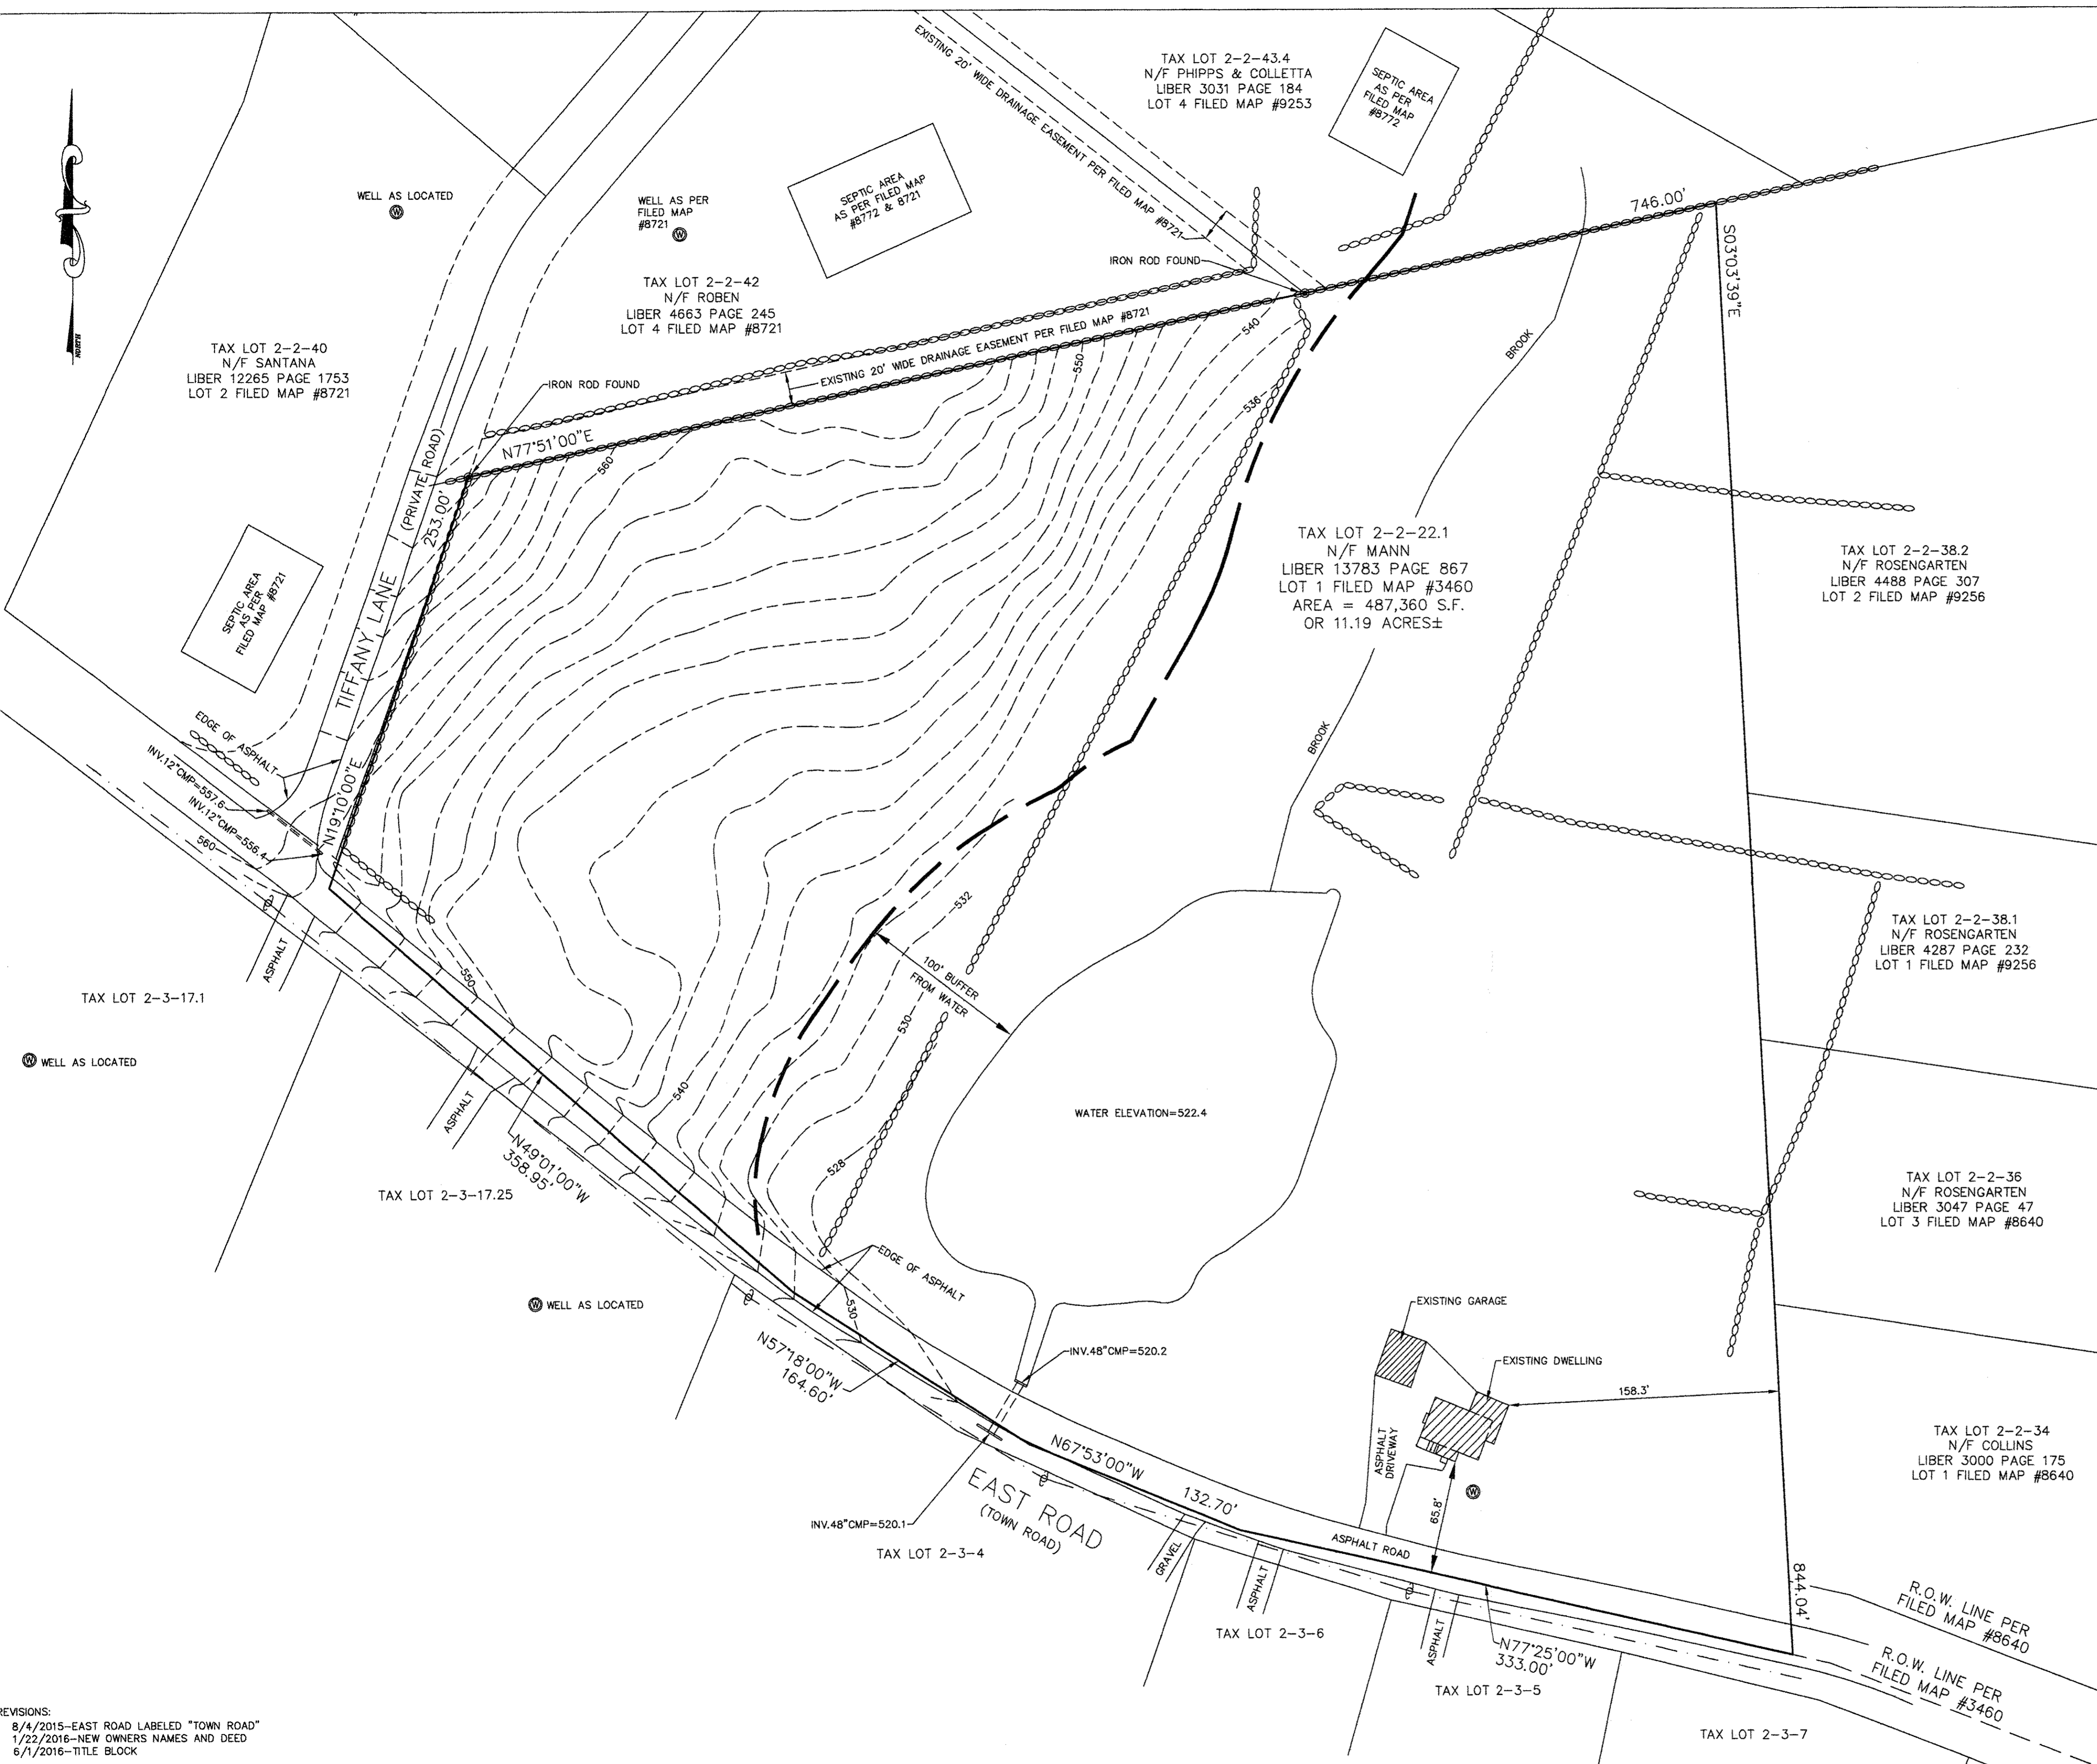 EXISTING 20' WIDE DRAINAGE EASEMENT PER FILED MAP #8721
TAX LOT 2-2-43.4
N/F PHIPPS & COLLETTA
LIBER 3031 PAGE 184
LOT 4 FILED MAP #9253
SEPTIC AREA
AS PER
FILED MAP
#8772
NORTH
WELL AS LOCATED
W
WELL AS PER
FILED MAP
#8721
W
SEPTIC AREA
AS PER FILED MAP
#8772 & 8721
746.00'
S03°03'39"E
IRON ROD FOUND
TAX LOT 2-2-42
N/F ROBEN
LIBER 4663 PAGE 245
LOT 4 FILED MAP #8721
TAX LOT 2-2-40
N/F SANTANA
LIBER 12265 PAGE 1753
LOT 2 FILED MAP #8721
EXISTING 20' WIDE DRAINAGE EASEMENT PER FILED MAP #8721
IRON ROD FOUND
540
550
536
BROOK
N77°51'00"E
560
(PRIVATE ROAD)
253.00'
TIFFANY LANE
SEPTIC AREA
AS PER
FILED MAP #8721
TAX LOT 2-2-22.1
N/F MANN
LIBER 13783 PAGE 867
LOT 1 FILED MAP #3460
AREA = 487,360 S.F.
OR 11.19 ACRES±
TAX LOT 2-2-38.2
N/F ROSENGARTEN
LIBER 4488 PAGE 307
LOT 2 FILED MAP #9256
BROOK
EDGE OF ASPHALT
INV.12"CMP=557.6
INV.12"CMP=556.4
N19°10'00"E
560
532
ASPHALT
550
100' BUFFER
FROM WATER
530
TAX LOT 2-2-38.1
N/F ROSENGARTEN
LIBER 4287 PAGE 232
LOT 1 FILED MAP #9256
TAX LOT 2-3-17.1
W WELL AS LOCATED
ASPHALT
540
WATER ELEVATION=522.4
N49°01'00"W
358.95'
528
TAX LOT 2-3-17.25
TAX LOT 2-2-36
N/F ROSENGARTEN
LIBER 3047 PAGE 47
LOT 3 FILED MAP #8640
W WELL AS LOCATED
EDGE OF ASPHALT
530
EXISTING GARAGE
N57°18'00"W
164.60'
INV.48"CMP=520.2
EXISTING DWELLING
158.3'
TAX LOT 2-2-34
N/F COLLINS
LIBER 3000 PAGE 175
LOT 1 FILED MAP #8640
ASPHALT
DRIVEWAY
65.8'
W
N67°53'00"W
132.70'
EAST ROAD
(TOWN ROAD)
INV.48"CMP=520.1
TAX LOT 2-3-4
GRAVEL
ASPHALT
ASPHALT ROAD
844.04'
R.O.W. LINE PER
FILED MAP #8640
TAX LOT 2-3-6
ASPHALT
N77°25'00"W
333.00'
TAX LOT 2-3-5
R.O.W. LINE PER
FILED MAP #3460
TAX LOT 2-3-7
REVISIONS:
8/4/2015-EAST ROAD LABELED "TOWN ROAD"
1/22/2016-NEW OWNERS NAMES AND DEED
6/1/2016-TITLE BLOCK